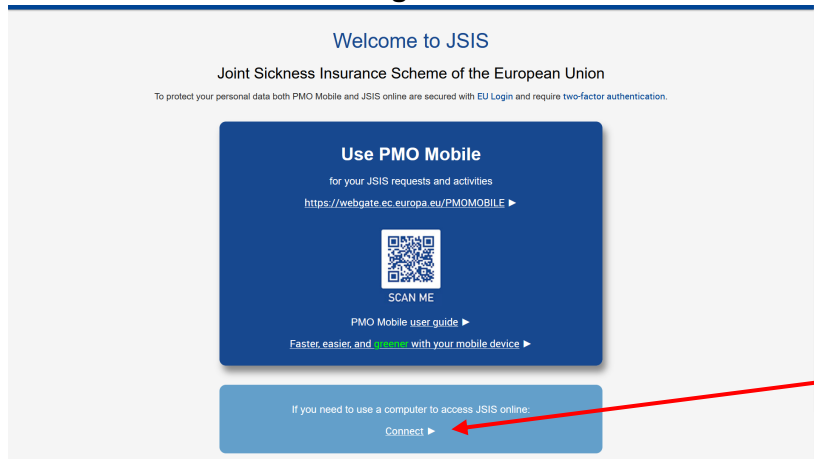 Welcome to JSIS
Joint Sickness Insurance Scheme of the European Union
To protect your personal data both PMO Mobile and JSIS online are secured with EU Login and require two-factor authentication.
Use PMO Mobile
for your JSIS requests and activities
https://webgate.ec.europa.eu/PMOMOBILE ►
SCAN ME
PMO Mobile user guide ►
Faster, easier, and greener with your mobile device ►
If you need to use a computer to access JSIS online:
Connect ►